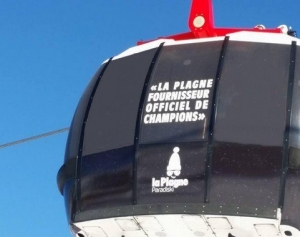 «LA PLAGNE
FOURNISSEUR
OFFICIEL DE
CHAMPIONS»
la Plagne
Paradiski